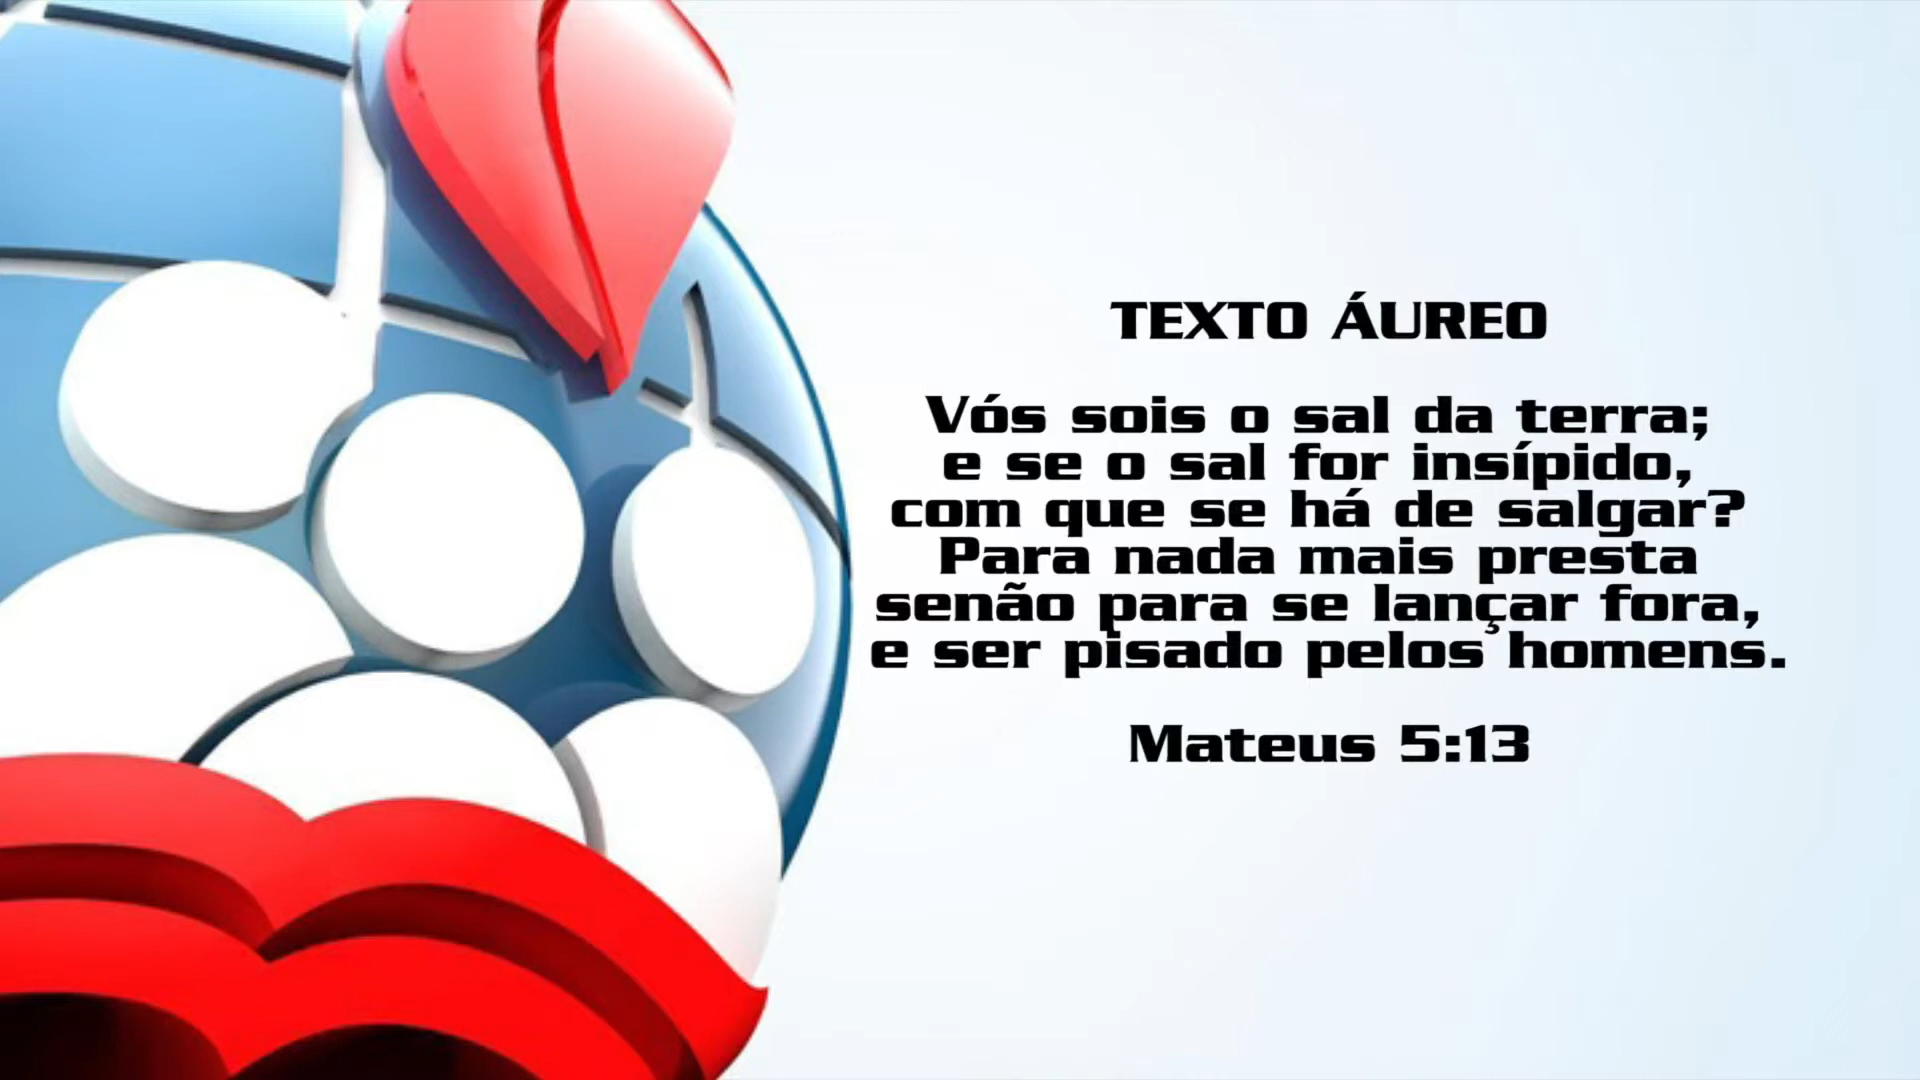 TEXTO ÁUREO
Vós sois o sal da terra;
e se o sal for insípido,
com que se há de salgar?
Para nada mais presta
senão para se lançar fora,
e ser pisado pelos homens.
Mateus 5:13